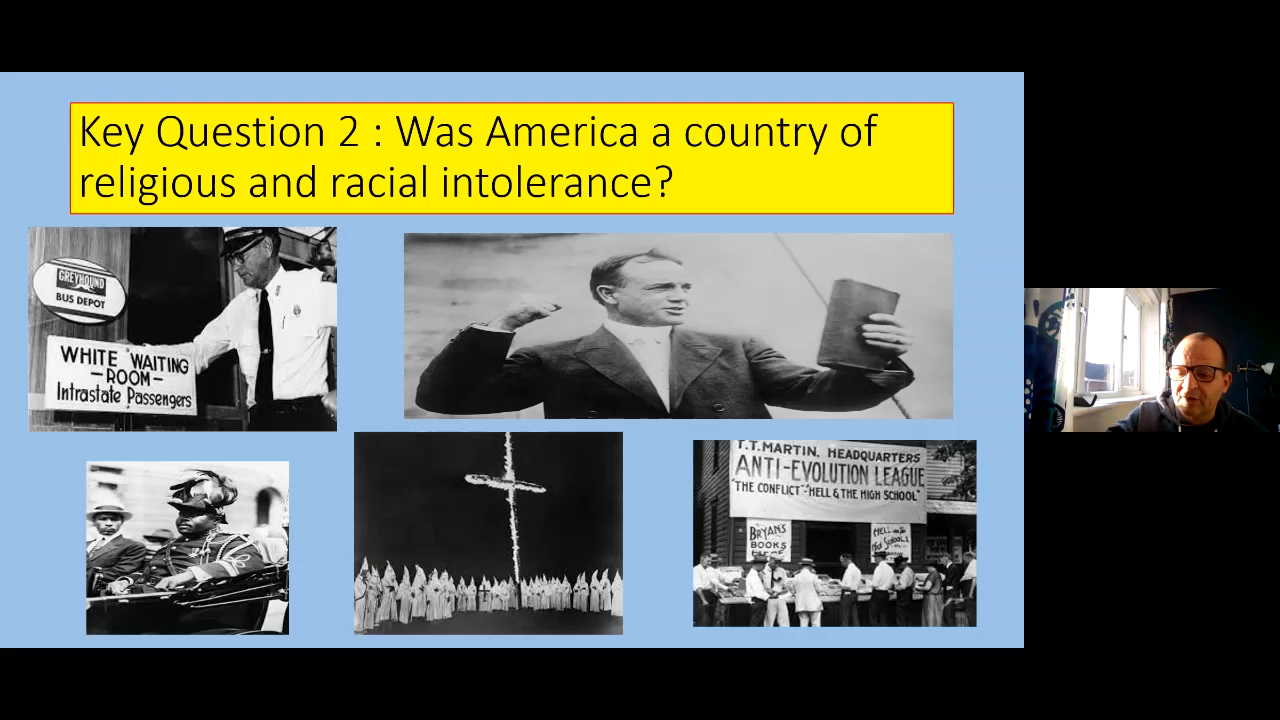 Key Question 2 : Was America a country of
religious and racial intolerance?
GREYHOUND
BUS DEPOT
WHITE WAITING
-ROOM-
Intrastate Passengers
T.T. MARTIN, HEADQUARTERS
ANTI-EVOLUTION LEAGUE
"THE CONFLICT"-"HELL & THE HIGH SCHOOL"
BRYAN'S
BOOKS
HELL